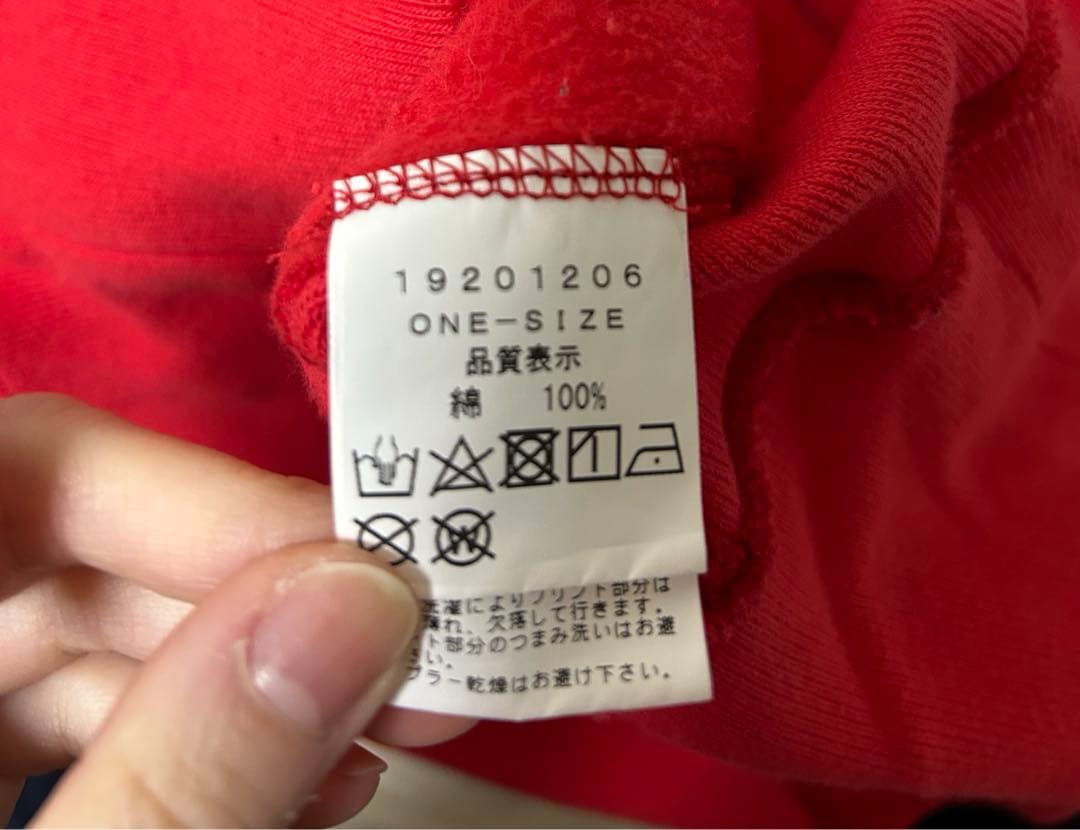 19201206
ONE-SIZE
品質表示
綿 100%
W
洗濯によりプリント部分は
薄れ、欠落して行きます。
ト部分のつまみ洗いはお避
い。
ブラー乾燥はお避け下さい。